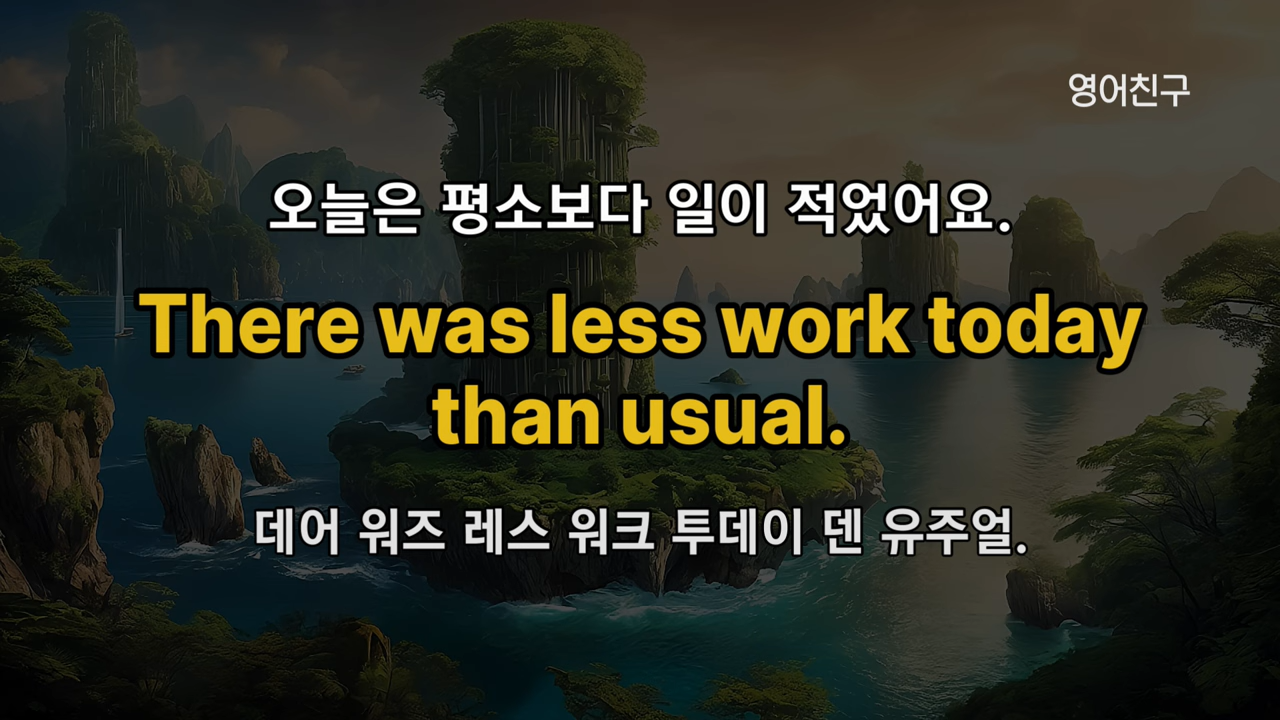 영어친구
오늘은 평소보다 일이 적었어요.
There was less work today
than usual.
데어 워즈 레스 워크 투데이 덴 유주얼.